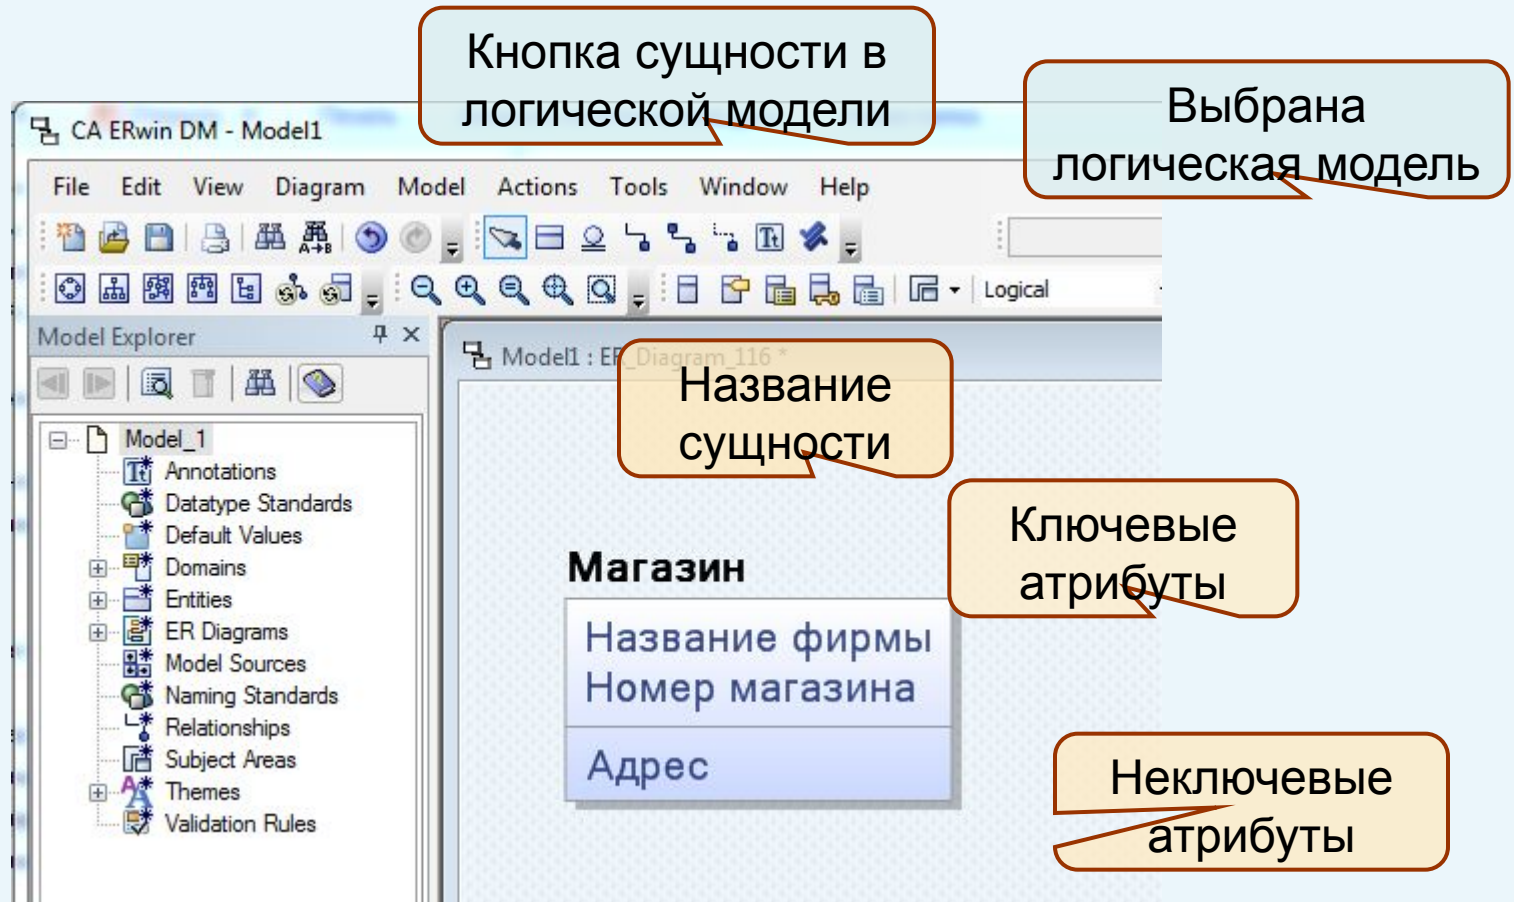 Кнопка сущности в
логической модели
Выбрана
логическая модель
CA ERwin DM - Model1
File Edit View Diagram Model Actions Tools Window Help
Logical
Model Explorer
Model1 : ER_Diagram_116 *
Название
сущности
Model_1
Annotations
Datatype Standards
Default Values
Domains
Entities
ER Diagrams
Model Sources
Naming Standards
Relationships
Subject Areas
Themes
Validation Rules
Ключевые
атрибуты
Магазин
Название фирмы
Номер магазина
Адрес
Неключевые
атрибуты